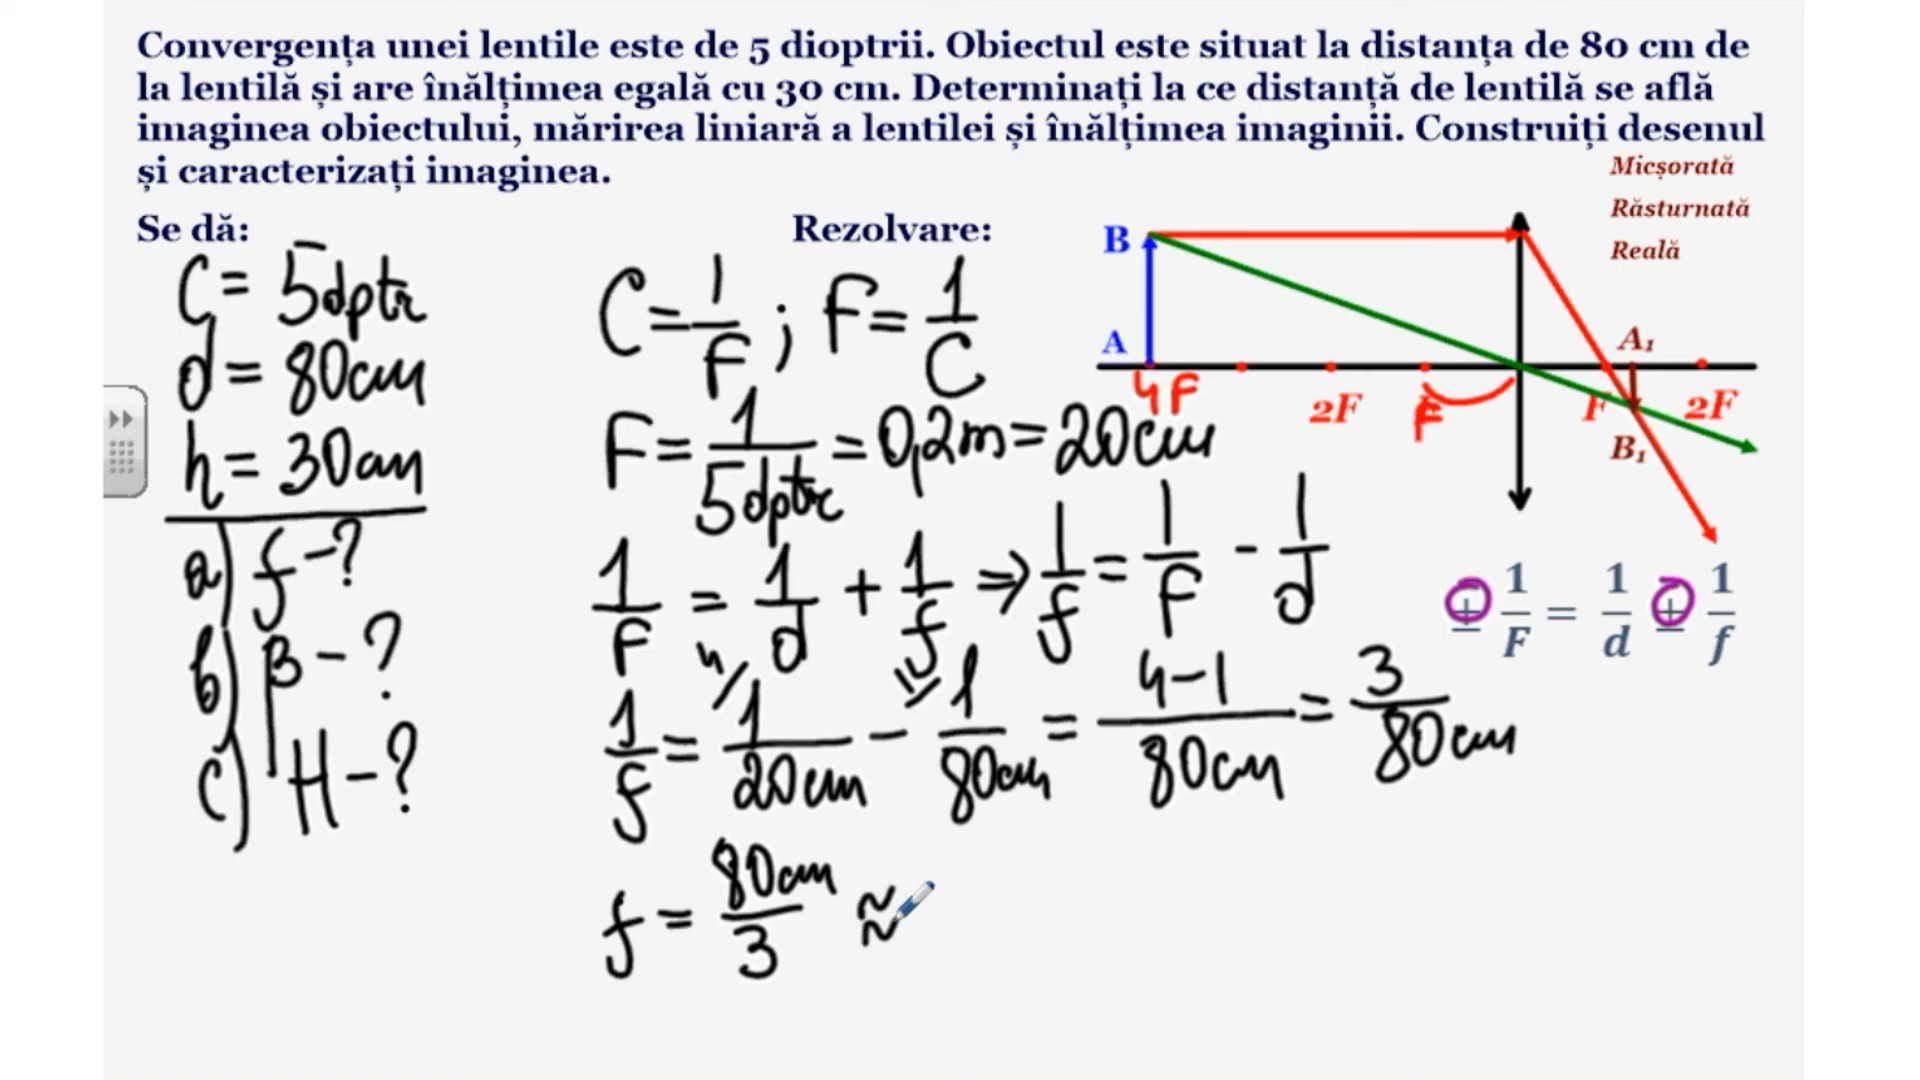 Convergența unei lentile este de 5 dioptrii. Obiectul este situat la distanța de 80 cm de
la lentilă și are înălțimea egală cu 30 cm. Determinați la ce distanță de lentilă se află
imaginea obiectului, mărirea liniară a lentilei și înălțimea imaginii. Construiți desenul
și caracterizați imaginea.
Micșorată
Răsturnată
Reală
Se dă:
C = 5dptr
d = 80cm
h = 30cm
a) f - ?
b) β - ?
c) H - ?
Rezolvare:
C = 1/F ; F = 1/C
F = 1/5dptr = 0,2m = 20cm
1/F = 1/d + 1/f ⇒ 1/f = 1/F - 1/d
1/f = 4/ 1/20cm - 1/ 1/80cm = 4-1/80cm = 3/80cm
f = 80cm/3 ≈
B
A
A₁
4F
2F
F
F
2F
B₁
± 1/F = 1/d ± 1/f